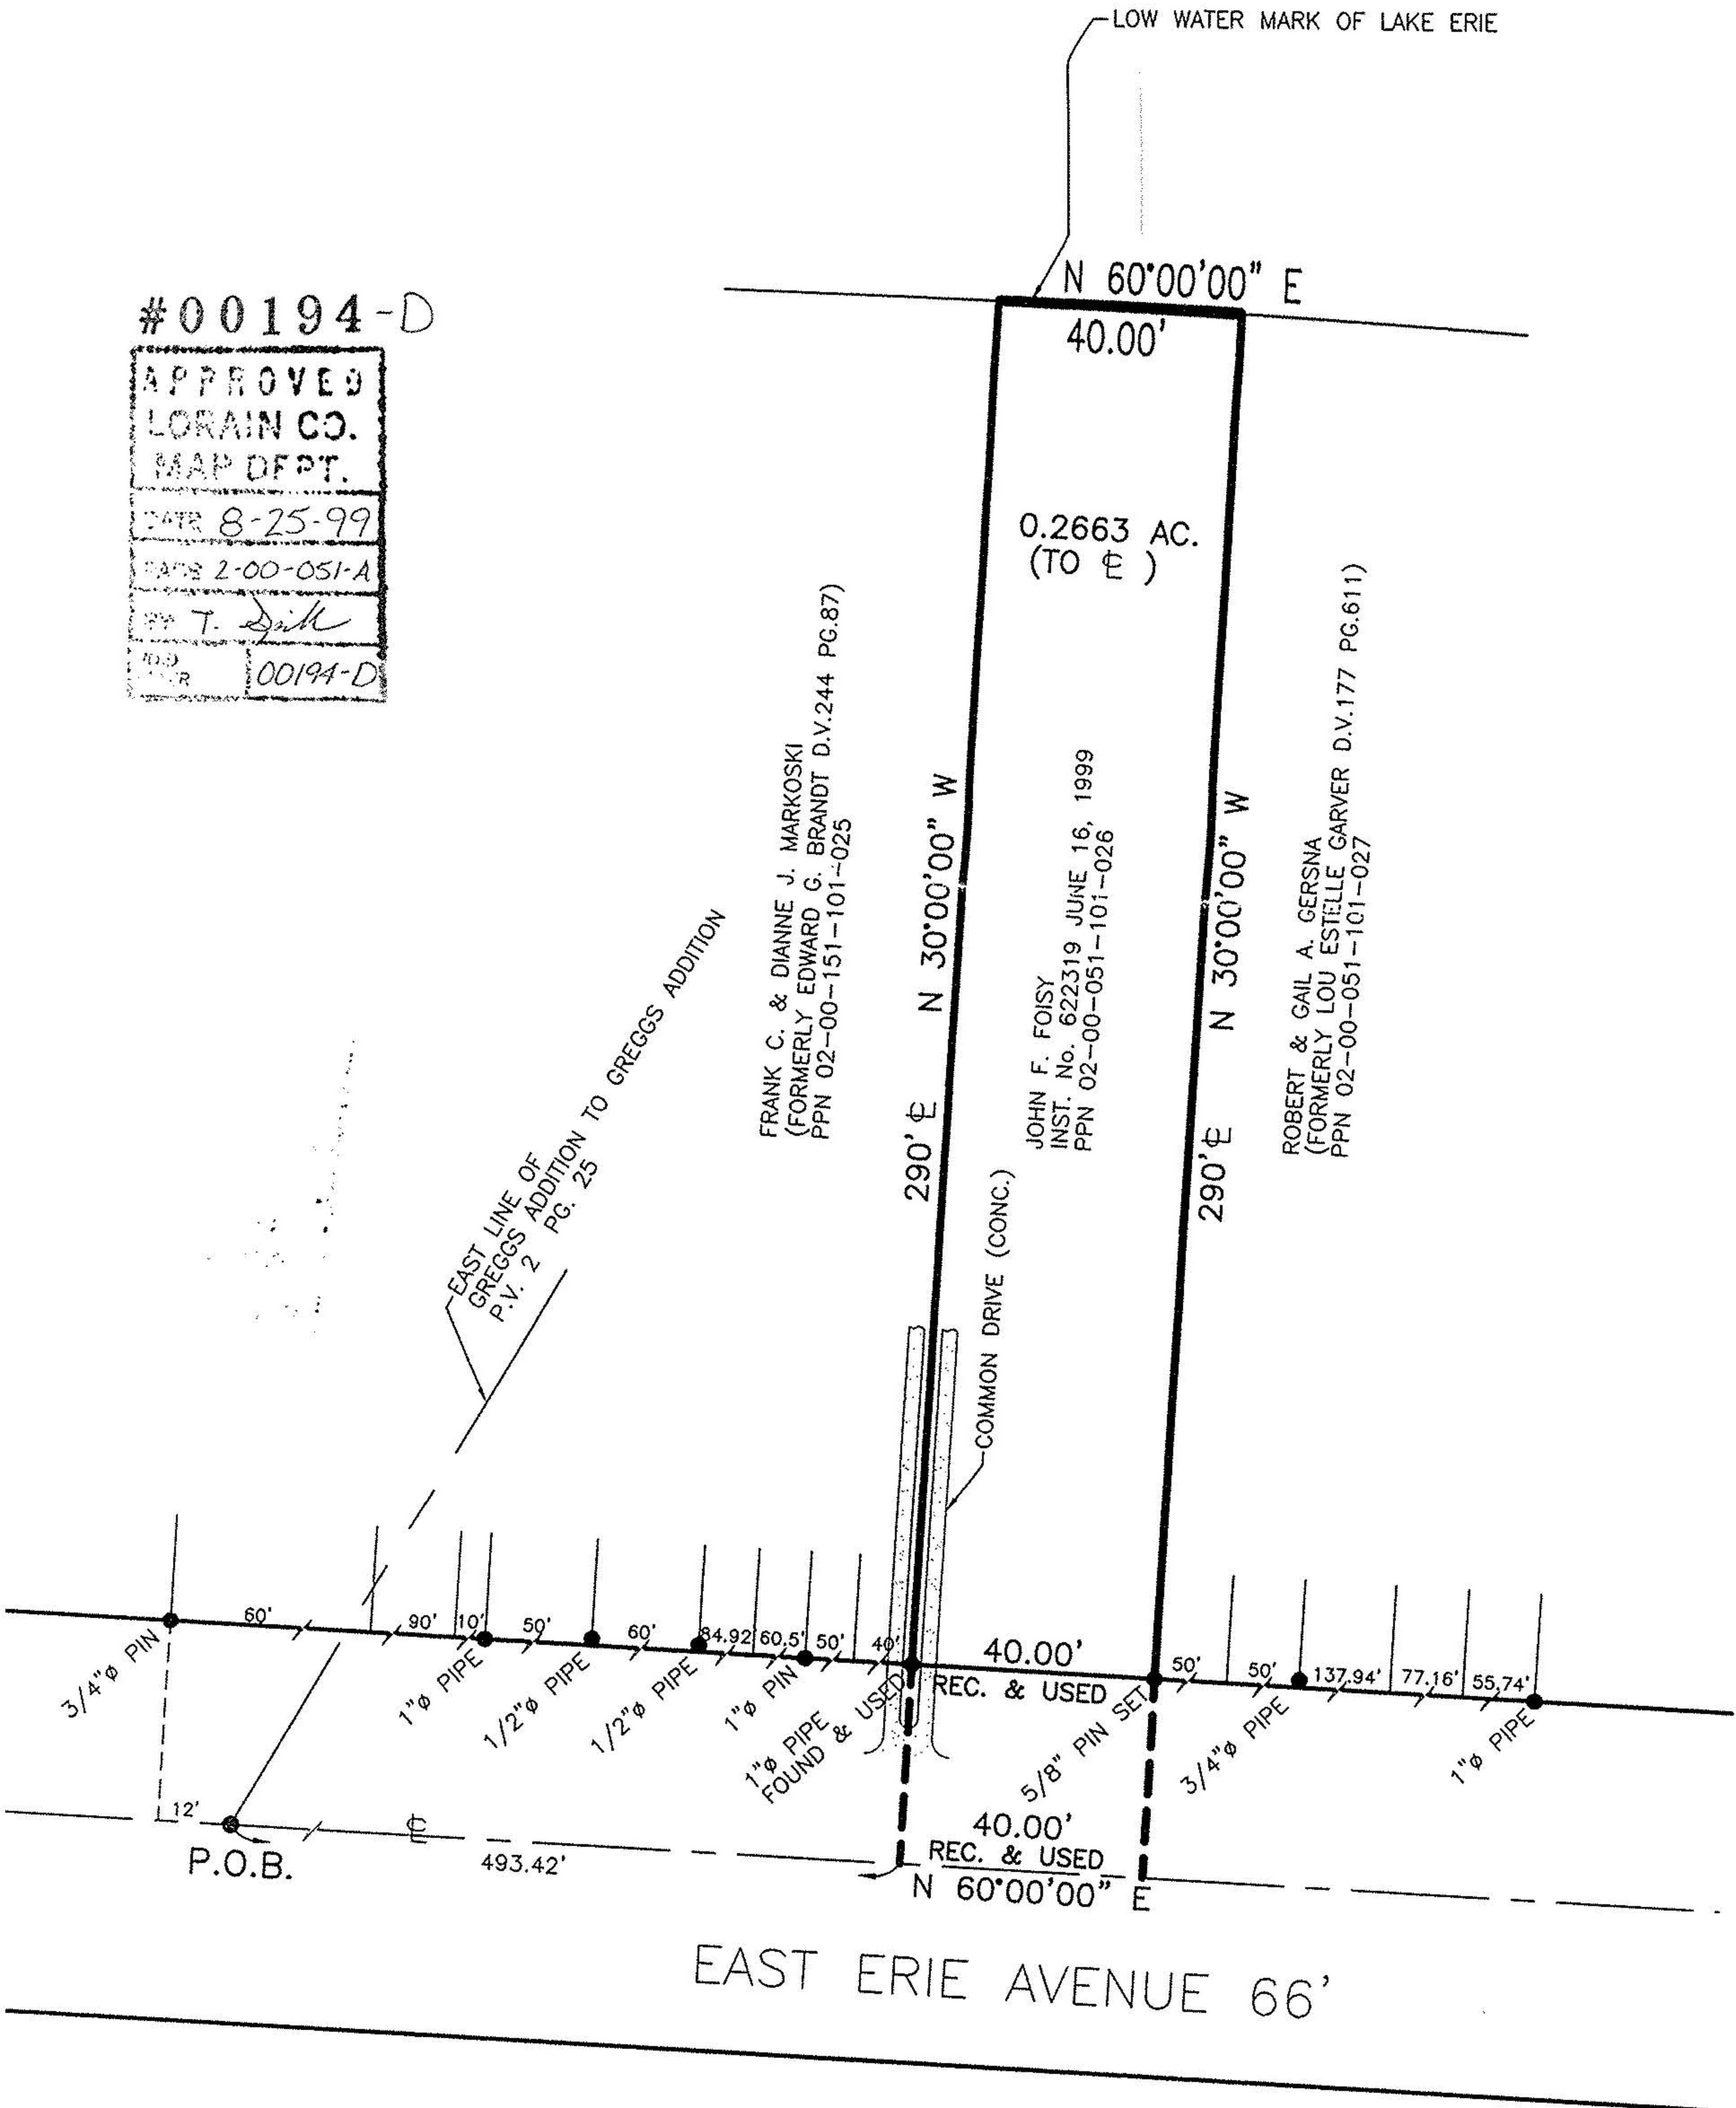 LOW WATER MARK OF LAKE ERIE
N 60°00'00" E
40.00'
#00194-D
APPROVED
LORAIN CO.
MAP DEPT.
DATE 8-25-99
PAGE 2-00-051-A
BY T.
00194-D
0.2663 AC.
(TO ℄ )
FRANK C. & DIANNE J. MARKOSKI
(FORMERLY EDWARD G. BRANDT D.V.244 PG.87)
PPN 02-00-151-101-025
290' ℄ N 30°00'00" W
JOHN F. FOISY
INST. No. 622319 JUNE 16, 1999
PPN 02-00-051-101-026
290' ℄ N 30°00'00" W
ROBERT & GAIL A. GERSNA
(FORMERLY LOU ESTELLE GARVER D.V.177 PG.611)
PPN 02-00-051-101-027
EAST LINE OF
GREGGS ADDITION TO GREGGS ADDITION
P.V. 2 PG. 25
COMMON DRIVE (CONC.)
60' 90' 10' 50' 60' 84.92 60.5' 50' 40' 40.00' 50' 50' 137.94' 77.16' 55.74'
REC. & USED
3/4"ø PIN
1"ø PIPE
1/2"ø PIPE
1/2"ø PIPE
1"ø PIN
1"ø PIPE
FOUND & USED
5/8" PIN SET
3/4"ø PIPE
1"ø PIPE
12'
℄
P.O.B.
493.42'
40.00'
REC. & USED
N 60°00'00" E
EAST ERIE AVENUE 66'